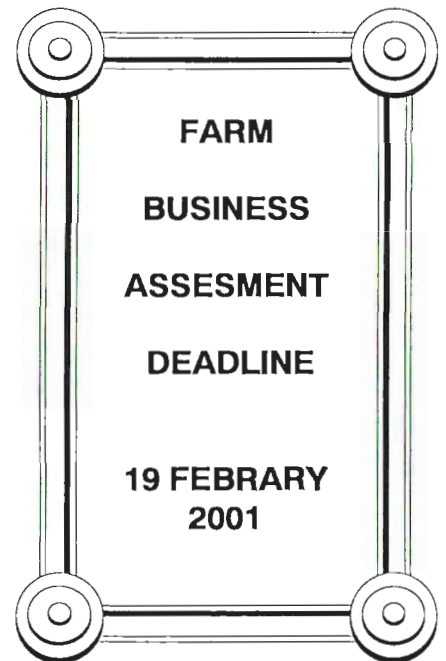 FARM
BUSINESS
ASSESMENT
DEADLINE
19 FEBRARY
2001